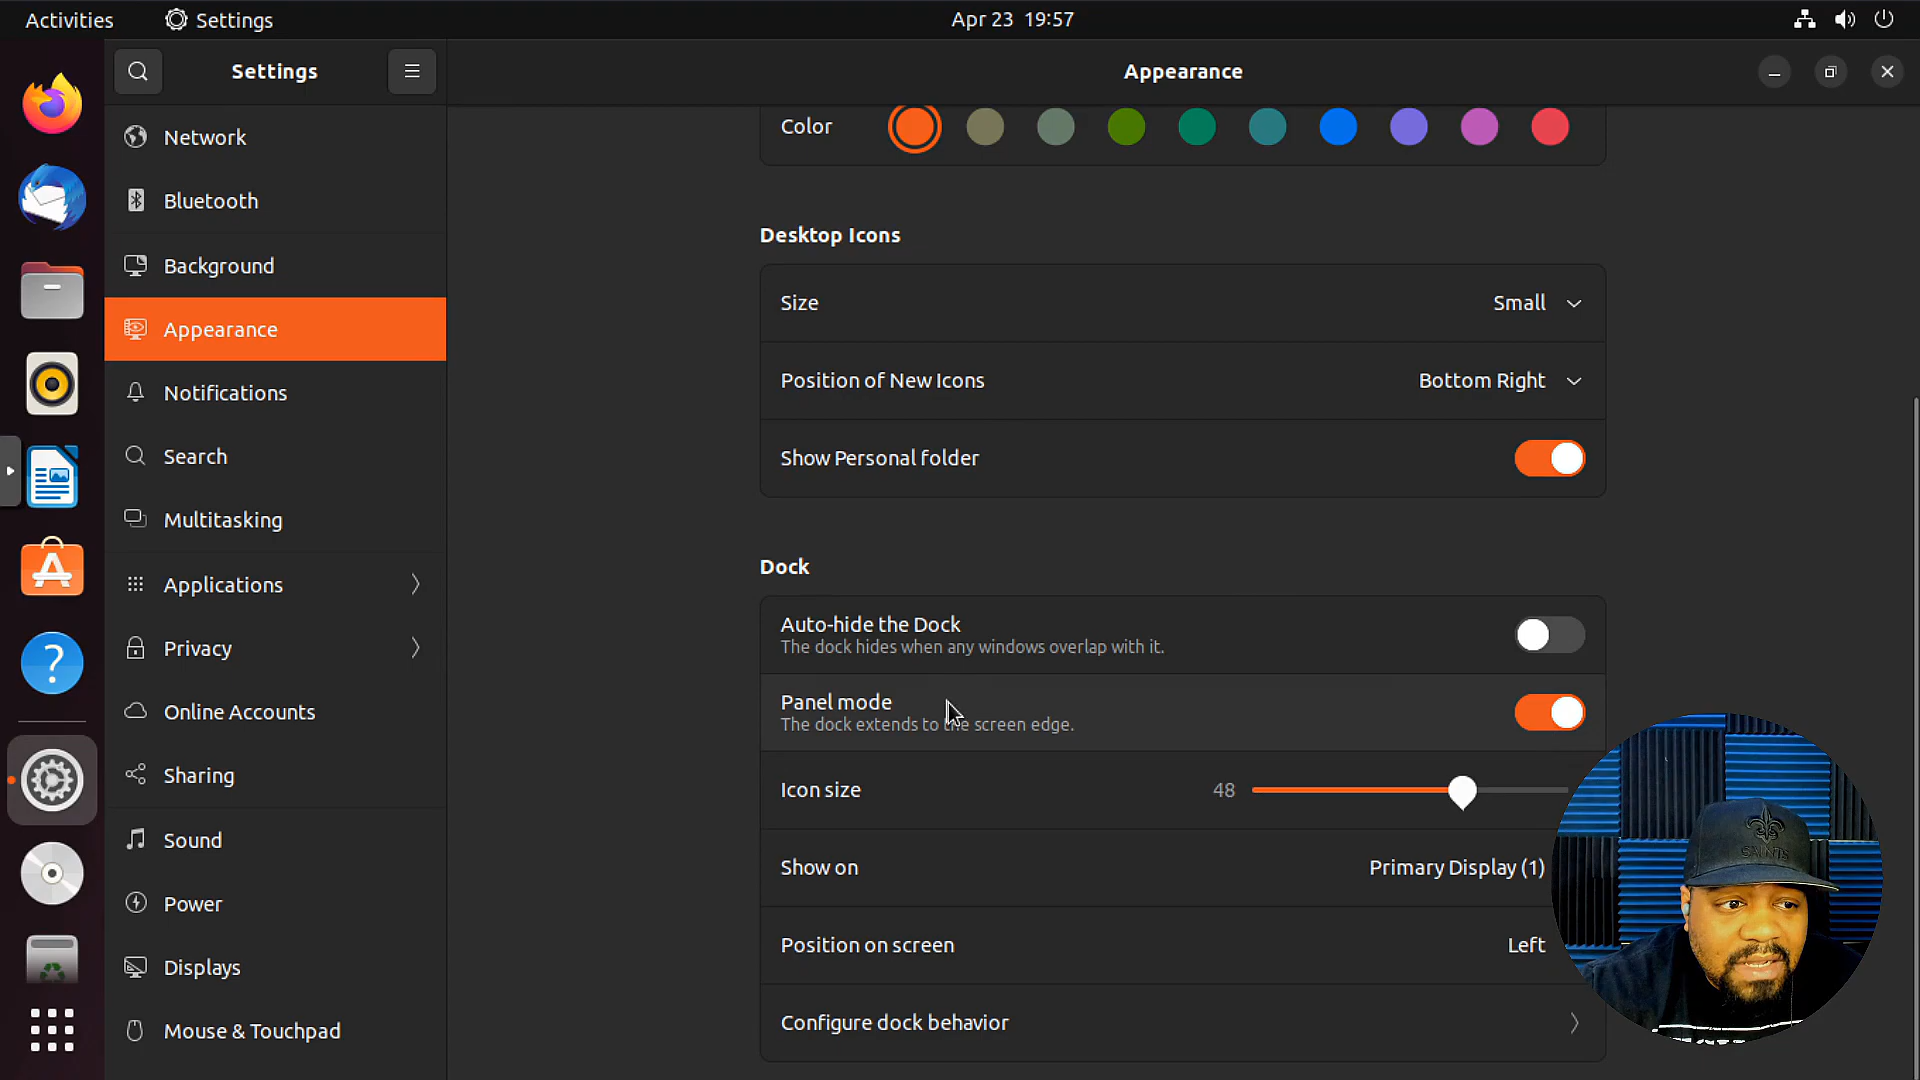 Activities
Settings
Apr 23 19:57
Settings
Appearance
Network
Bluetooth
Background
Appearance
Notifications
Search
Multitasking
Applications
Privacy
Online Accounts
Sharing
Sound
Power
Displays
Mouse & Touchpad
Color
Desktop Icons
Size
Small
Position of New Icons
Bottom Right
Show Personal folder
Dock
Auto-hide the Dock
The dock hides when any windows overlap with it.
Panel mode
The dock extends to the screen edge.
Icon size
48
Show on
Primary Display (1)
Position on screen
Left
Configure dock behavior
SAINTS